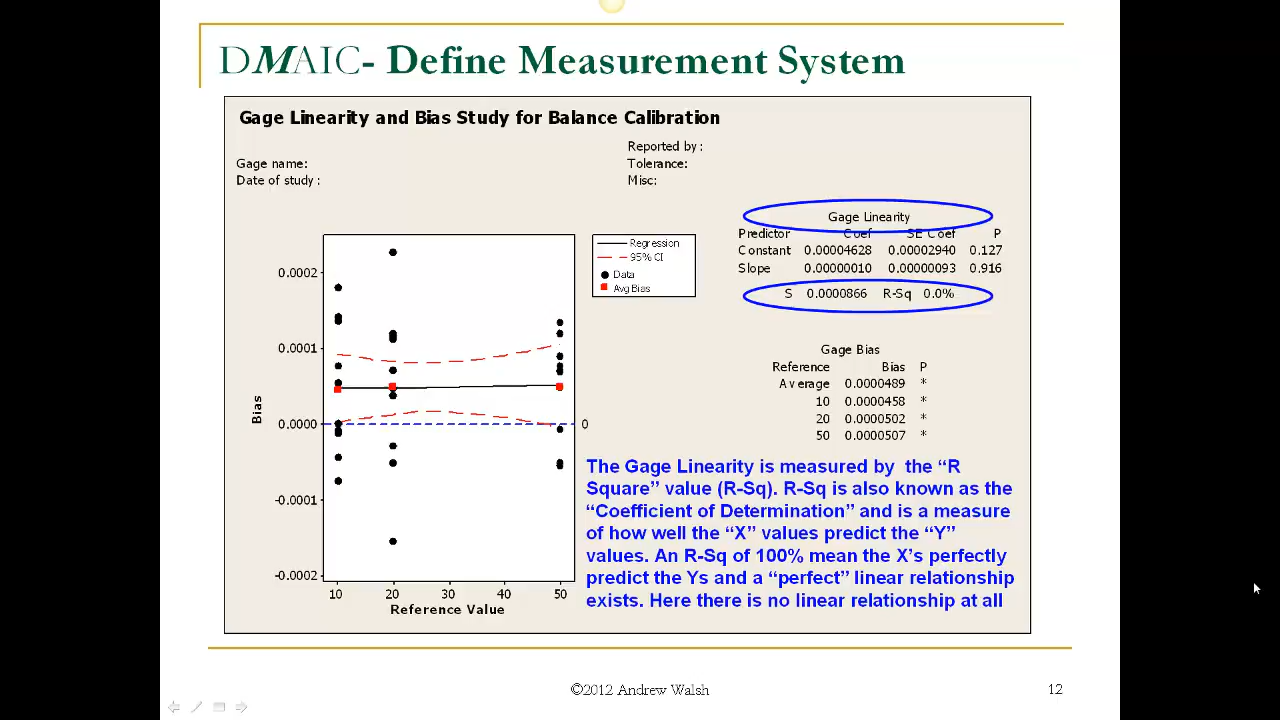 DMAIC- Define Measurement System
Gage Linearity and Bias Study for Balance Calibration
Reported by :
Gage name: Tolerance:
Date of study : Misc:
Gage Linearity
Predictor Coef SE Coef P
Constant 0.00004628 0.00002940 0.127
Slope 0.00000010 0.00000093 0.916
S 0.0000866 R-Sq 0.0%
Regression
95% CI
Data
Avg Bias
0.0002
0.0001
0.0000
-0.0001
-0.0002
Bias
0
10 20 30 40 50
Reference Value
Gage Bias
Reference Bias P
Average 0.0000489 *
10 0.0000458 *
20 0.0000502 *
50 0.0000507 *
The Gage Linearity is measured by the “R
Square” value (R-Sq). R-Sq is also known as the
“Coefficient of Determination” and is a measure
of how well the “X” values predict the “Y”
values. An R-Sq of 100% mean the X’s perfectly
predict the Ys and a “perfect” linear relationship
exists. Here there is no linear relationship at all
©2012 Andrew Walsh
12